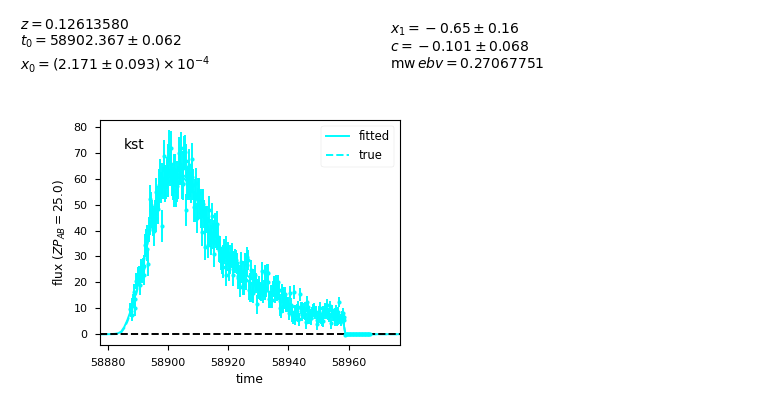 z = 0.12613580
t₀ = 58902.367 ± 0.062
x₀ = (2.171 ± 0.093) × 10⁻⁴
x₁ = −0.65 ± 0.16
c = −0.101 ± 0.068
mw ebv = 0.27067751
kst
fitted
true
80
70
60
50
40
30
20
10
0
flux (ZP_AB = 25.0)
58880 58900 58920 58940 58960
time